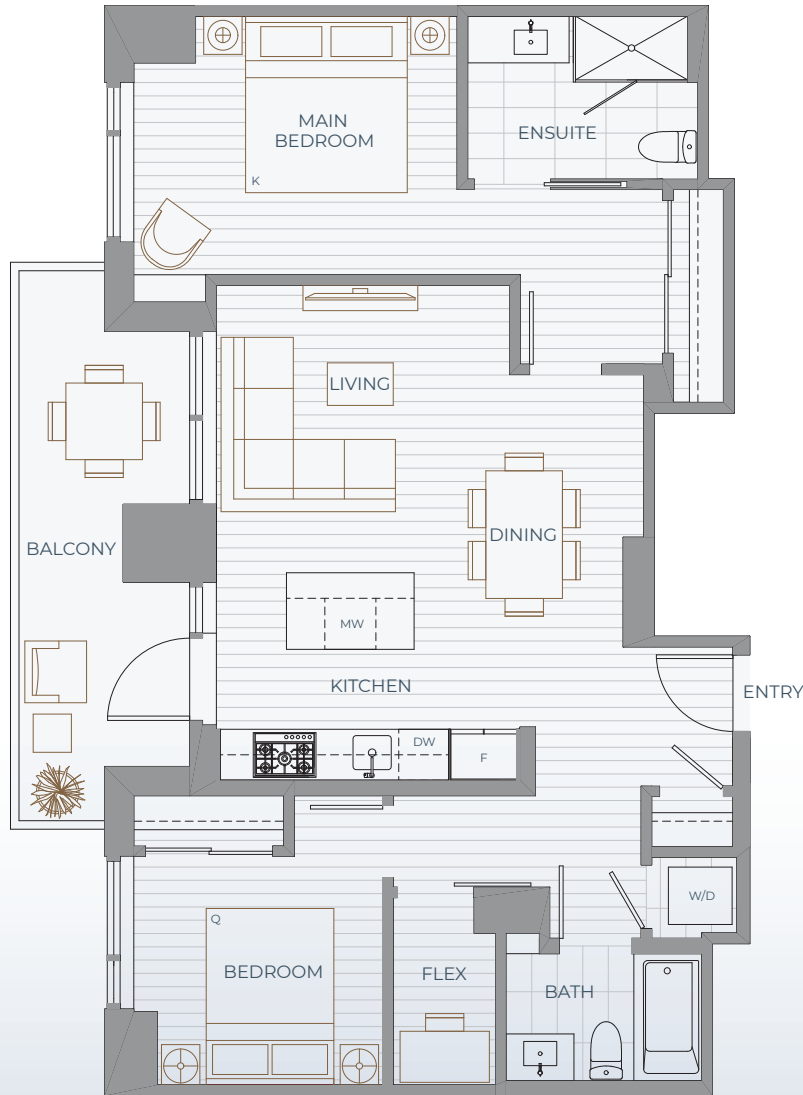 MAIN
BEDROOM
K
ENSUITE
LIVING
DINING
BALCONY
MW
KITCHEN
ENTRY
DW
F
W/D
Q
BEDROOM
FLEX
BATH